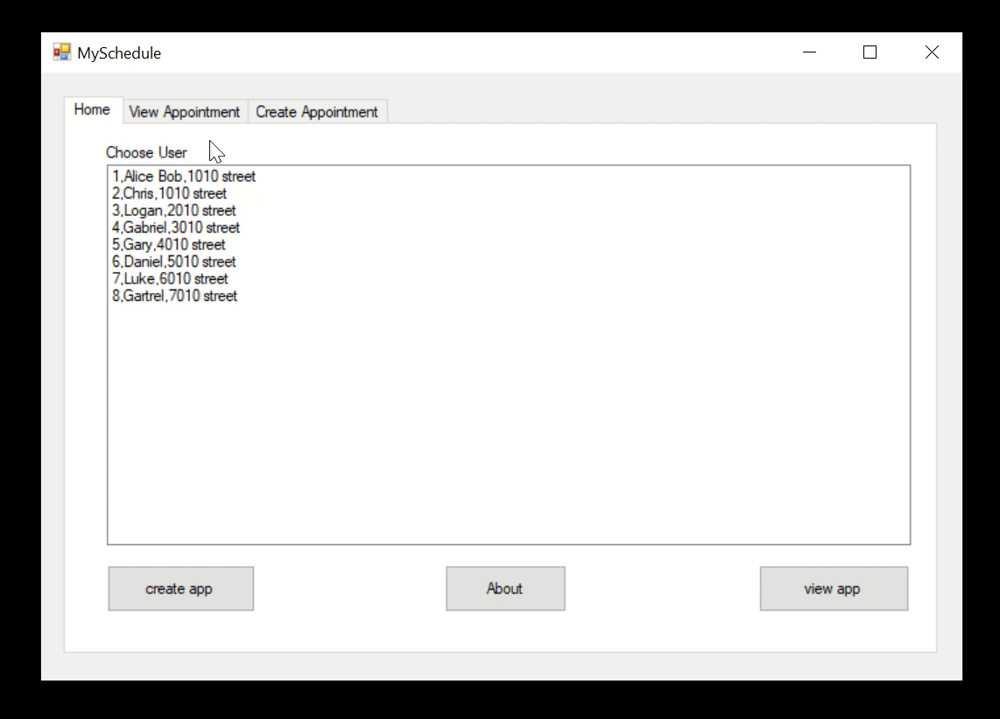 MySchedule
Home View Appointment Create Appointment
Choose User
1,Alice Bob,1010 street
2,Chris,1010 street
3,Logan,2010 street
4,Gabriel,3010 street
5,Gary,4010 street
6,Daniel,5010 street
7,Luke,6010 street
8,Gartrel,7010 street
create app About view app